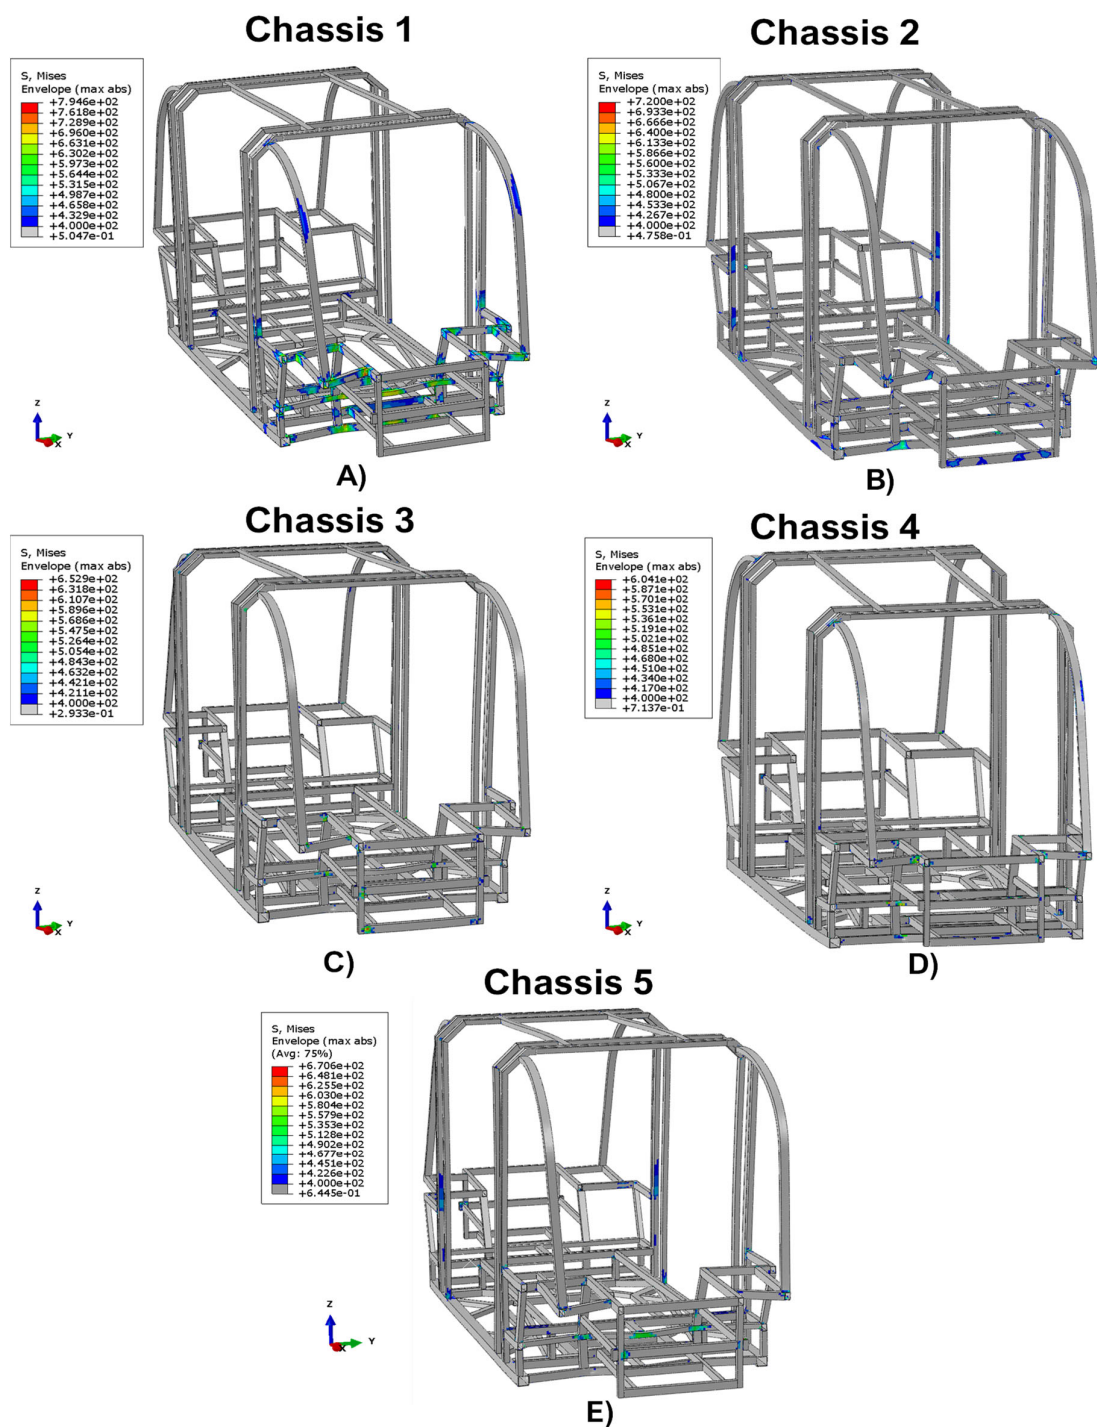 Chassis 1
S, Mises
Envelope (max abs)
+7.946e+02
+7.618e+02
+7.289e+02
+6.960e+02
+6.631e+02
+6.302e+02
+5.973e+02
+5.644e+02
+5.315e+02
+4.987e+02
+4.658e+02
+4.329e+02
+4.000e+02
+5.047e-01
Z
Y
X
A)
Chassis 2
S, Mises
Envelope (max abs)
+7.200e+02
+6.933e+02
+6.666e+02
+6.400e+02
+6.133e+02
+5.866e+02
+5.600e+02
+5.333e+02
+5.067e+02
+4.800e+02
+4.533e+02
+4.267e+02
+4.000e+02
+4.758e-01
Z
Y
X
B)
Chassis 3
S, Mises
Envelope (max abs)
+6.529e+02
+6.318e+02
+6.107e+02
+5.896e+02
+5.686e+02
+5.475e+02
+5.264e+02
+5.054e+02
+4.843e+02
+4.632e+02
+4.421e+02
+4.211e+02
+4.000e+02
+2.933e-01
Z
Y
X
C)
Chassis 4
S, Mises
Envelope (max abs)
+6.041e+02
+5.871e+02
+5.701e+02
+5.531e+02
+5.361e+02
+5.191e+02
+5.021e+02
+4.851e+02
+4.680e+02
+4.510e+02
+4.340e+02
+4.170e+02
+4.000e+02
+7.137e-01
Z
Y
X
D)
Chassis 5
S, Mises
Envelope (max abs)
(Avg: 75%)
+6.706e+02
+6.481e+02
+6.255e+02
+6.030e+02
+5.804e+02
+5.579e+02
+5.353e+02
+5.128e+02
+4.902e+02
+4.677e+02
+4.451e+02
+4.226e+02
+4.000e+02
+6.445e-01
Z
Y
X
E)